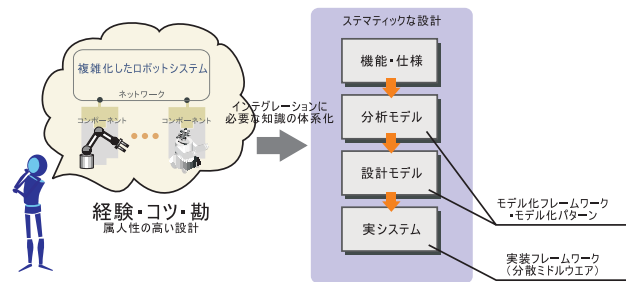 複雑化したロボットシステム
ネットワーク
コンポーネント
コンポーネント
経験・コツ・勘
属人性の高い設計
インテグレーションに
必要な知識の体系化
ステマティックな設計
機能・仕様
分析モデル
設計モデル
実システム
モデル化フレームワーク
・モデル化パターン
実装フレームワーク
（分散ミドルウエア）